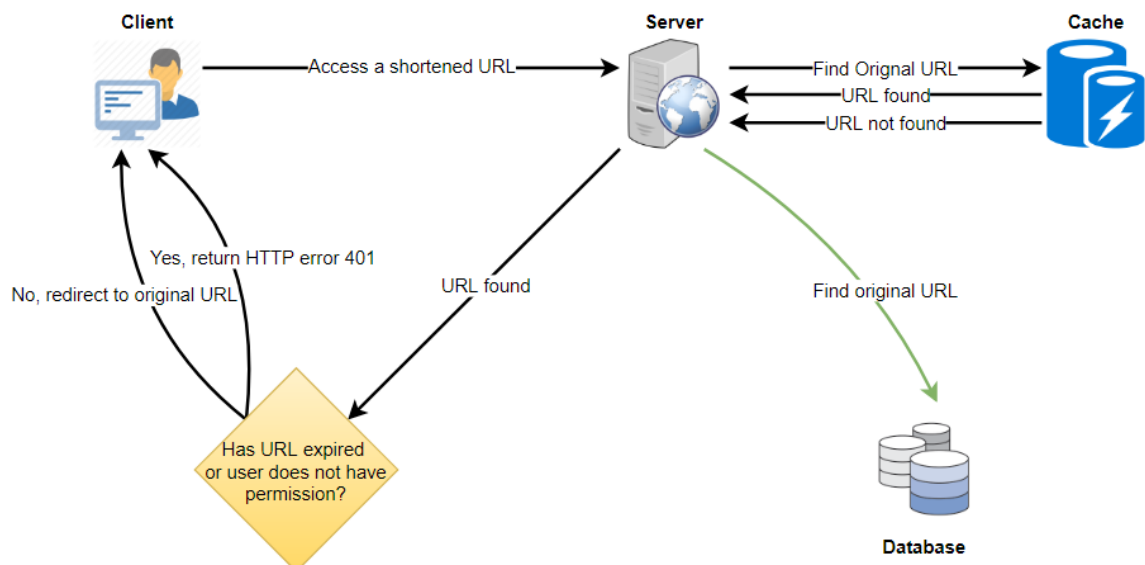 Client
Server
Cache
Access a shortened URL
Find Orignal URL
URL found
URL not found
Yes, return HTTP error 401
No, redirect to original URL
URL found
Find original URL
Has URL expired
or user does not have
permission?
Database